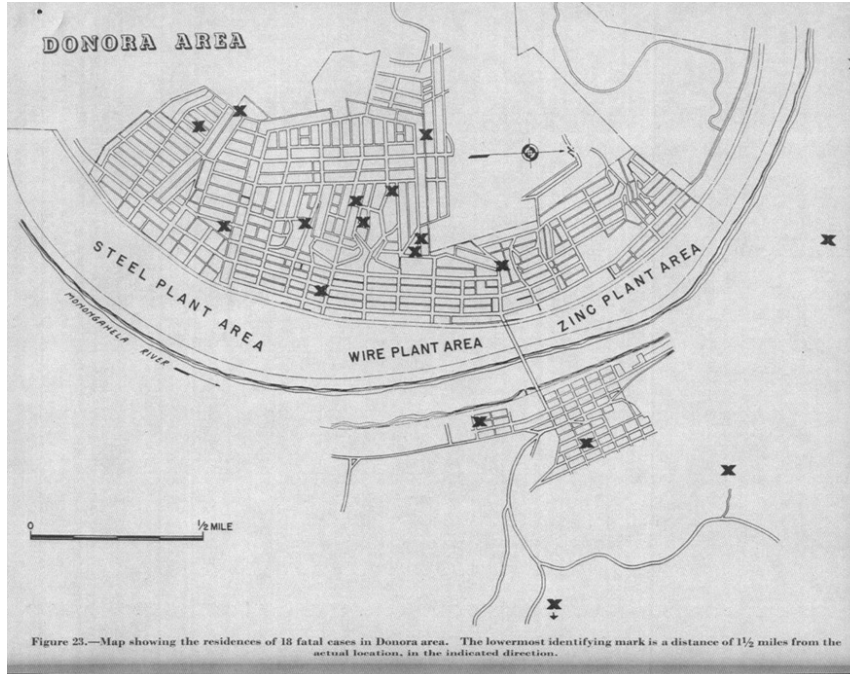 DONORA AREA
N
STEEL PLANT AREA
ZINC PLANT AREA
MONONGAHELA RIVER
WIRE PLANT AREA
0 ½ MILE
Figure 23.—Map showing the residences of 18 fatal cases in Donora area. The lowermost identifying mark is a distance of 1½ miles from the
actual location, in the indicated direction.